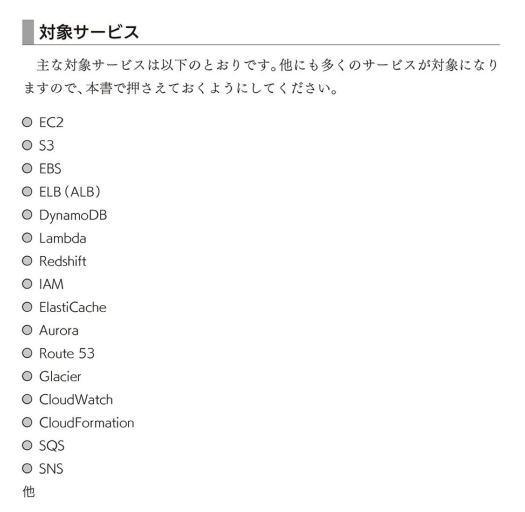 対象サービス
主な対象サービスは以下のとおりです。他にも多くのサービスが対象になり
ますので、本書で押さえておくようにしてください。
EC2
S3
EBS
ELB（ALB）
DynamoDB
Lambda
Redshift
IAM
ElastiCache
Aurora
Route 53
Glacier
CloudWatch
CloudFormation
SQS
SNS
他